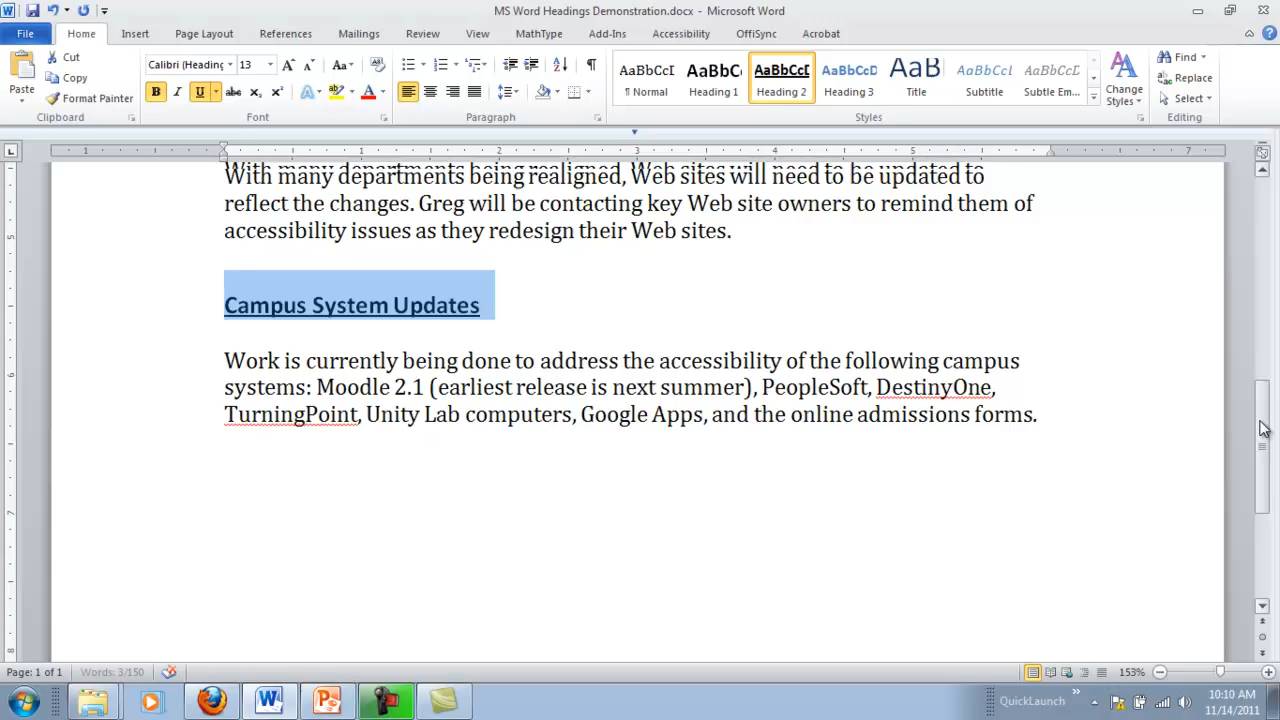 MS Word Headings Demonstration.docx - Microsoft Word
File Home Insert Page Layout References Mailings Review View MathType Add-Ins Accessibility OffiSync Acrobat
Paste
Cut
Copy
Format Painter
Clipboard
Calibri (Heading 13
Font
Paragraph
AaBbCcI AaBbC AaBbCcD AaBbCcD AaB AaBbCcI AaBbCcD
¶ Normal Heading 1 Heading 2 Heading 3 Title Subtitle Subtle Em...
Styles
Change Styles
Find
Replace
Select
Editing
With many departments being realigned, Web sites will need to be updated to
reflect the changes. Greg will be contacting key Web site owners to remind them of
accessibility issues as they redesign their Web sites.
Campus System Updates
Work is currently being done to address the accessibility of the following campus
systems: Moodle 2.1 (earliest release is next summer), PeopleSoft, DestinyOne,
TurningPoint, Unity Lab computers, Google Apps, and the online admissions forms.
Page: 1 of 1 Words: 3/150 153%
QuickLaunch
10:10 AM
11/14/2011